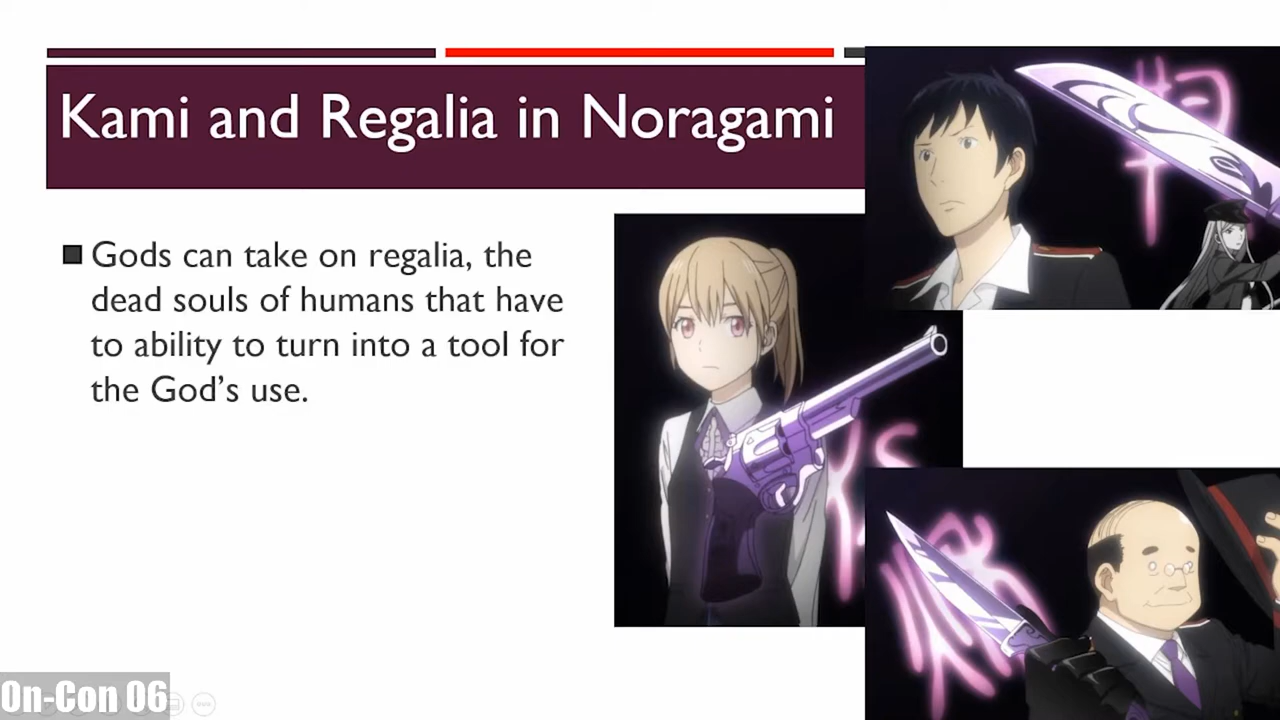 Kami and Regalia in Noragami
Gods can take on regalia, the
dead souls of humans that have
to ability to turn into a tool for
the God's use.
On-Con 06